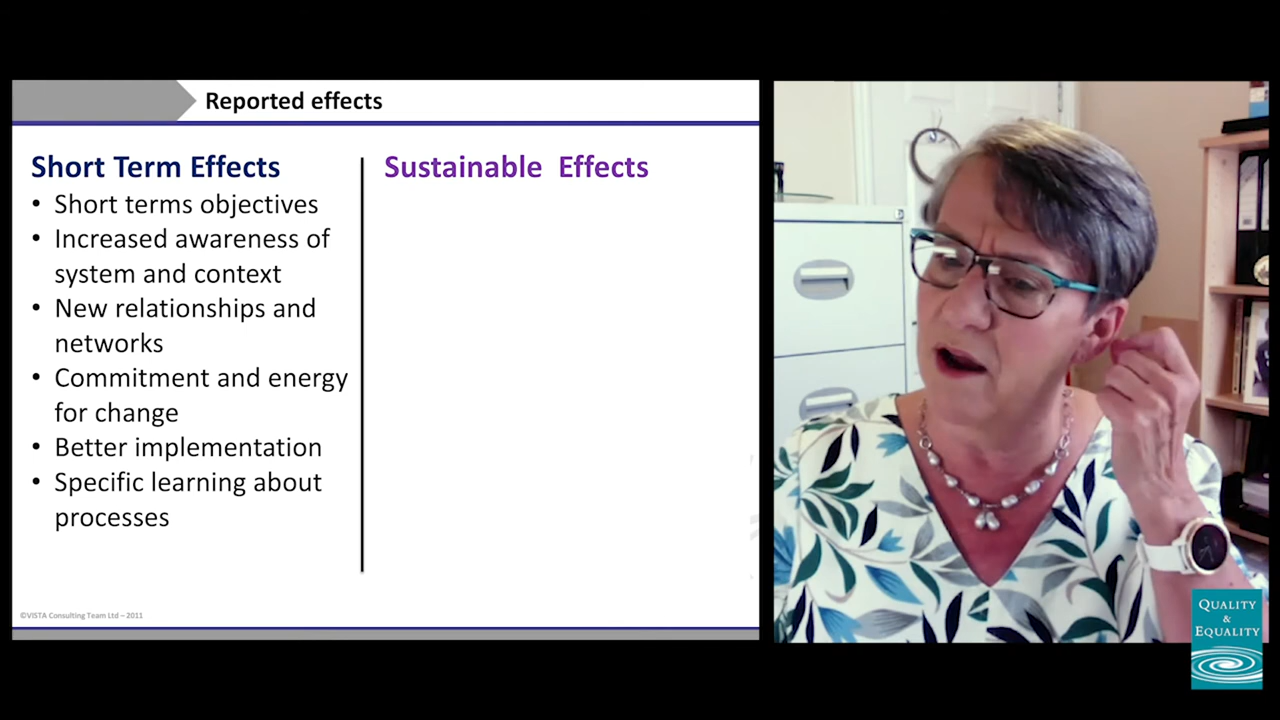 Reported effects
Short Term Effects
• Short terms objectives
• Increased awareness of
system and context
• New relationships and
networks
• Commitment and energy
for change
• Better implementation
• Specific learning about
processes
Sustainable Effects
©VISTA Consulting Team Ltd – 2011
QUALITY
&
EQUALITY